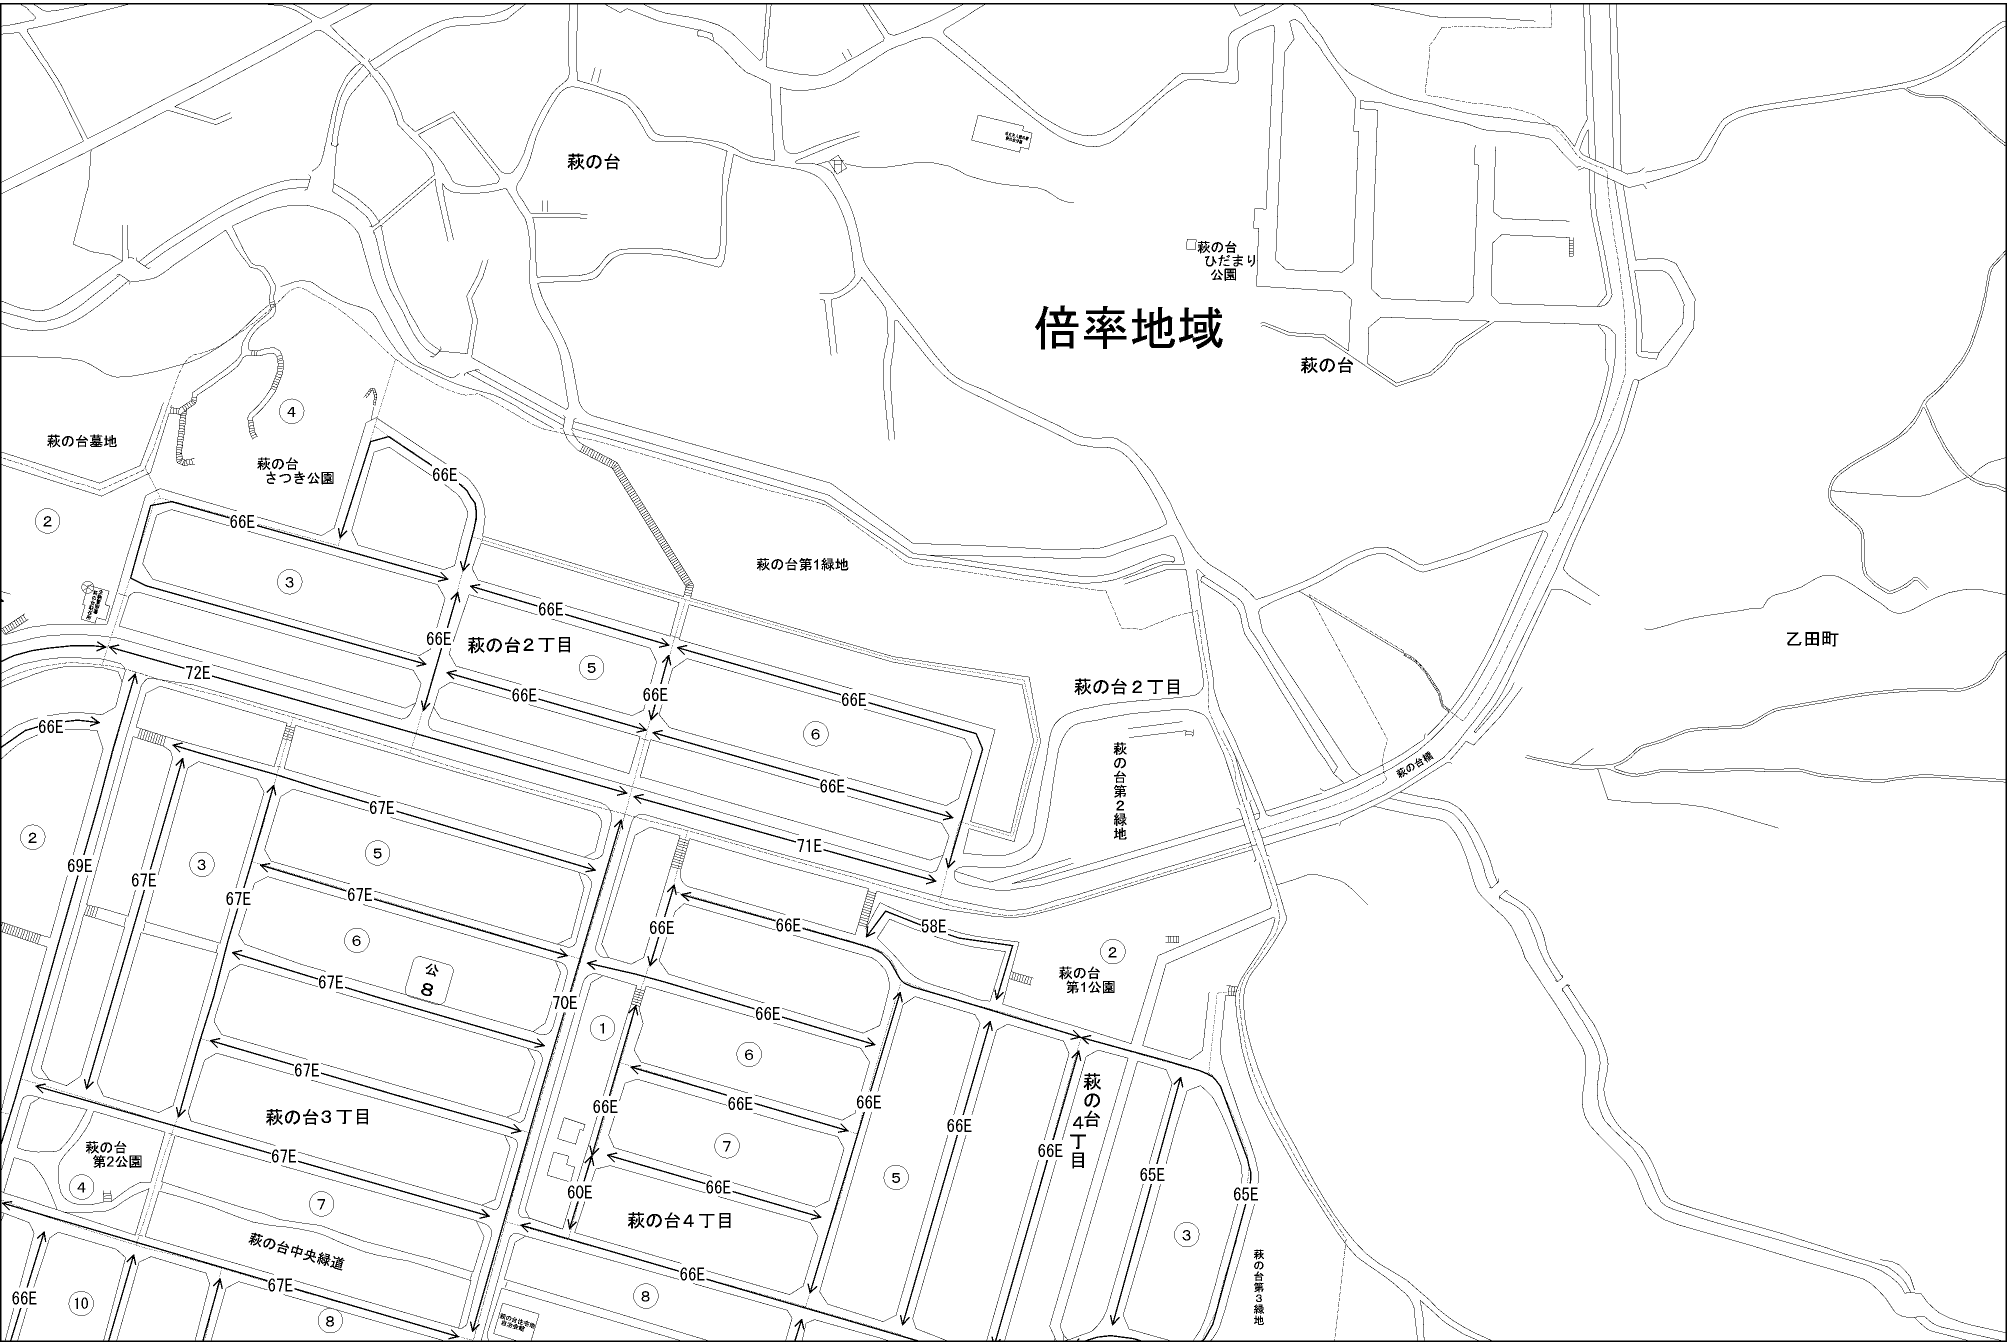 萩の台
萩の台
ひだまり
公園
倍率地域
萩の台
④
萩の台墓地
萩の台
さつき公園
66E
②
66E
萩の台第1緑地
③
66E
66E
萩の台2丁目
⑤
乙田町
72E
66E
66E
萩の台2丁目
66E
66E
⑥
萩の台第2緑地
萩の台橋
66E
67E
②
71E
⑤
69E
③
67E
67E
67E
66E
66E
58E
⑥
②
公
8
萩の台
第1公園
67E
70E
66E
①
⑥
67E
66E
66E
66E
萩の台4丁目
萩の台3丁目
66E
萩の台
第2公園
67E
⑦
66E
65E
⑤
④
66E
60E
65E
⑦
萩の台4丁目
③
萩の台中央緑道
66E
萩の台第3緑地
67E
66E
⑩
⑧
⑧